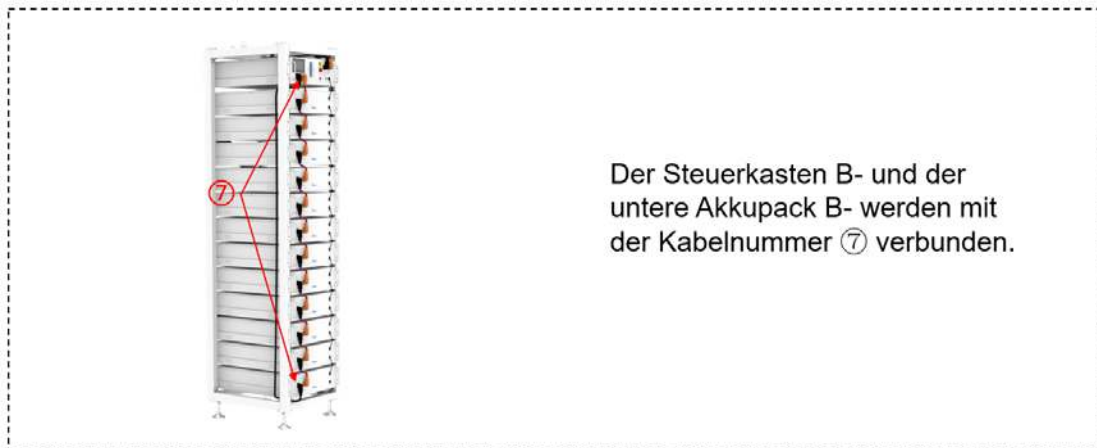 ⑦
Der Steuerkasten B- und der
untere Akkupack B- werden mit
der Kabelnummer ⑦ verbunden.